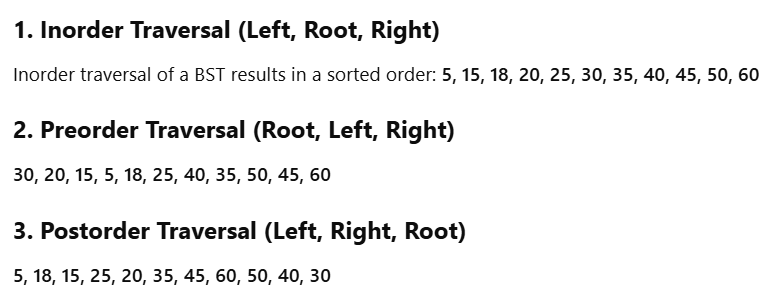 1. Inorder Traversal (Left, Root, Right)
Inorder traversal of a BST results in a sorted order: 5, 15, 18, 20, 25, 30, 35, 40, 45, 50, 60
2. Preorder Traversal (Root, Left, Right)
30, 20, 15, 5, 18, 25, 40, 35, 50, 45, 60
3. Postorder Traversal (Left, Right, Root)
5, 18, 15, 25, 20, 35, 45, 60, 50, 40, 30